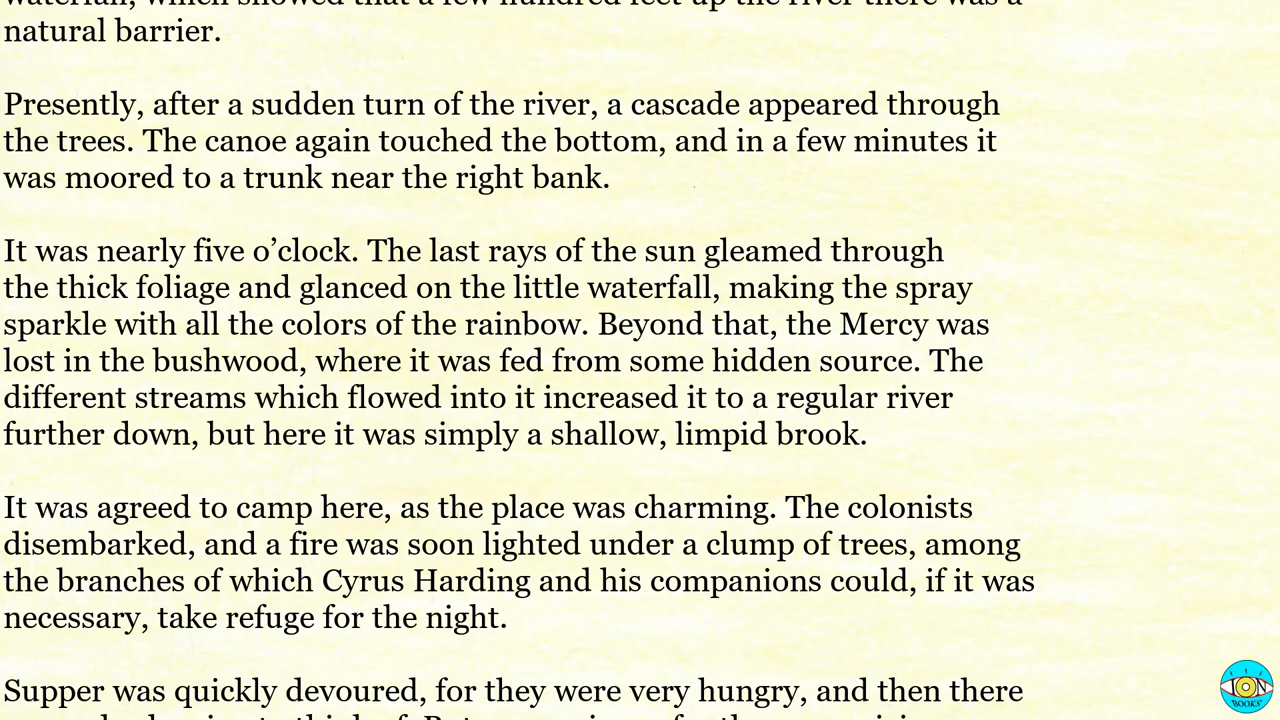 natural barrier.
Presently, after a sudden turn of the river, a cascade appeared through
the trees. The canoe again touched the bottom, and in a few minutes it
was moored to a trunk near the right bank.
It was nearly five o’clock. The last rays of the sun gleamed through
the thick foliage and glanced on the little waterfall, making the spray
sparkle with all the colors of the rainbow. Beyond that, the Mercy was
lost in the bushwood, where it was fed from some hidden source. The
different streams which flowed into it increased it to a regular river
further down, but here it was simply a shallow, limpid brook.
It was agreed to camp here, as the place was charming. The colonists
disembarked, and a fire was soon lighted under a clump of trees, among
the branches of which Cyrus Harding and his companions could, if it was
necessary, take refuge for the night.
Supper was quickly devoured, for they were very hungry, and then there
ION
BOOKS